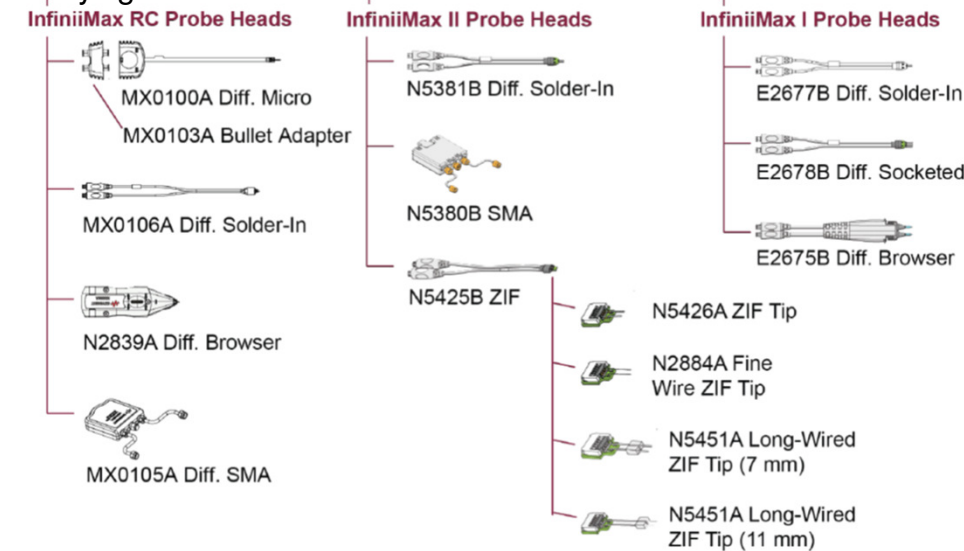 InfiniiMax RC Probe Heads
MX0100A Diff. Micro
MX0103A Bullet Adapter
MX0106A Diff. Solder-In
N2839A Diff. Browser
MX0105A Diff. SMA
InfiniiMax II Probe Heads
N5381B Diff. Solder-In
N5380B SMA
N5425B ZIF
N5426A ZIF Tip
N2884A Fine
Wire ZIF Tip
N5451A Long-Wired
ZIF Tip (7 mm)
N5451A Long-Wired
ZIF Tip (11 mm)
InfiniiMax I Probe Heads
E2677B Diff. Solder-In
E2678B Diff. Socketed
E2675B Diff. Browser